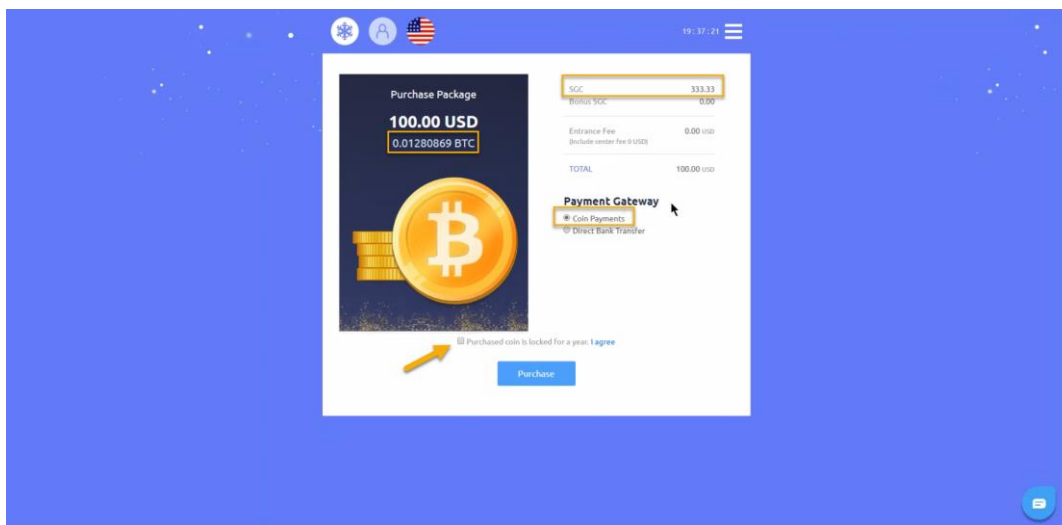 19:37:21
Purchase Package
100.00 USD
0.01280869 BTC
SGC 333.33
Bonus SGC 0.00
Entrance Fee 0.00 USD
(Include center fee 0 USD)
TOTAL 100.00 USD
Payment Gateway
Coin Payments
Direct Bank Transfer
Purchased coin is locked for a year. I agree
Purchase